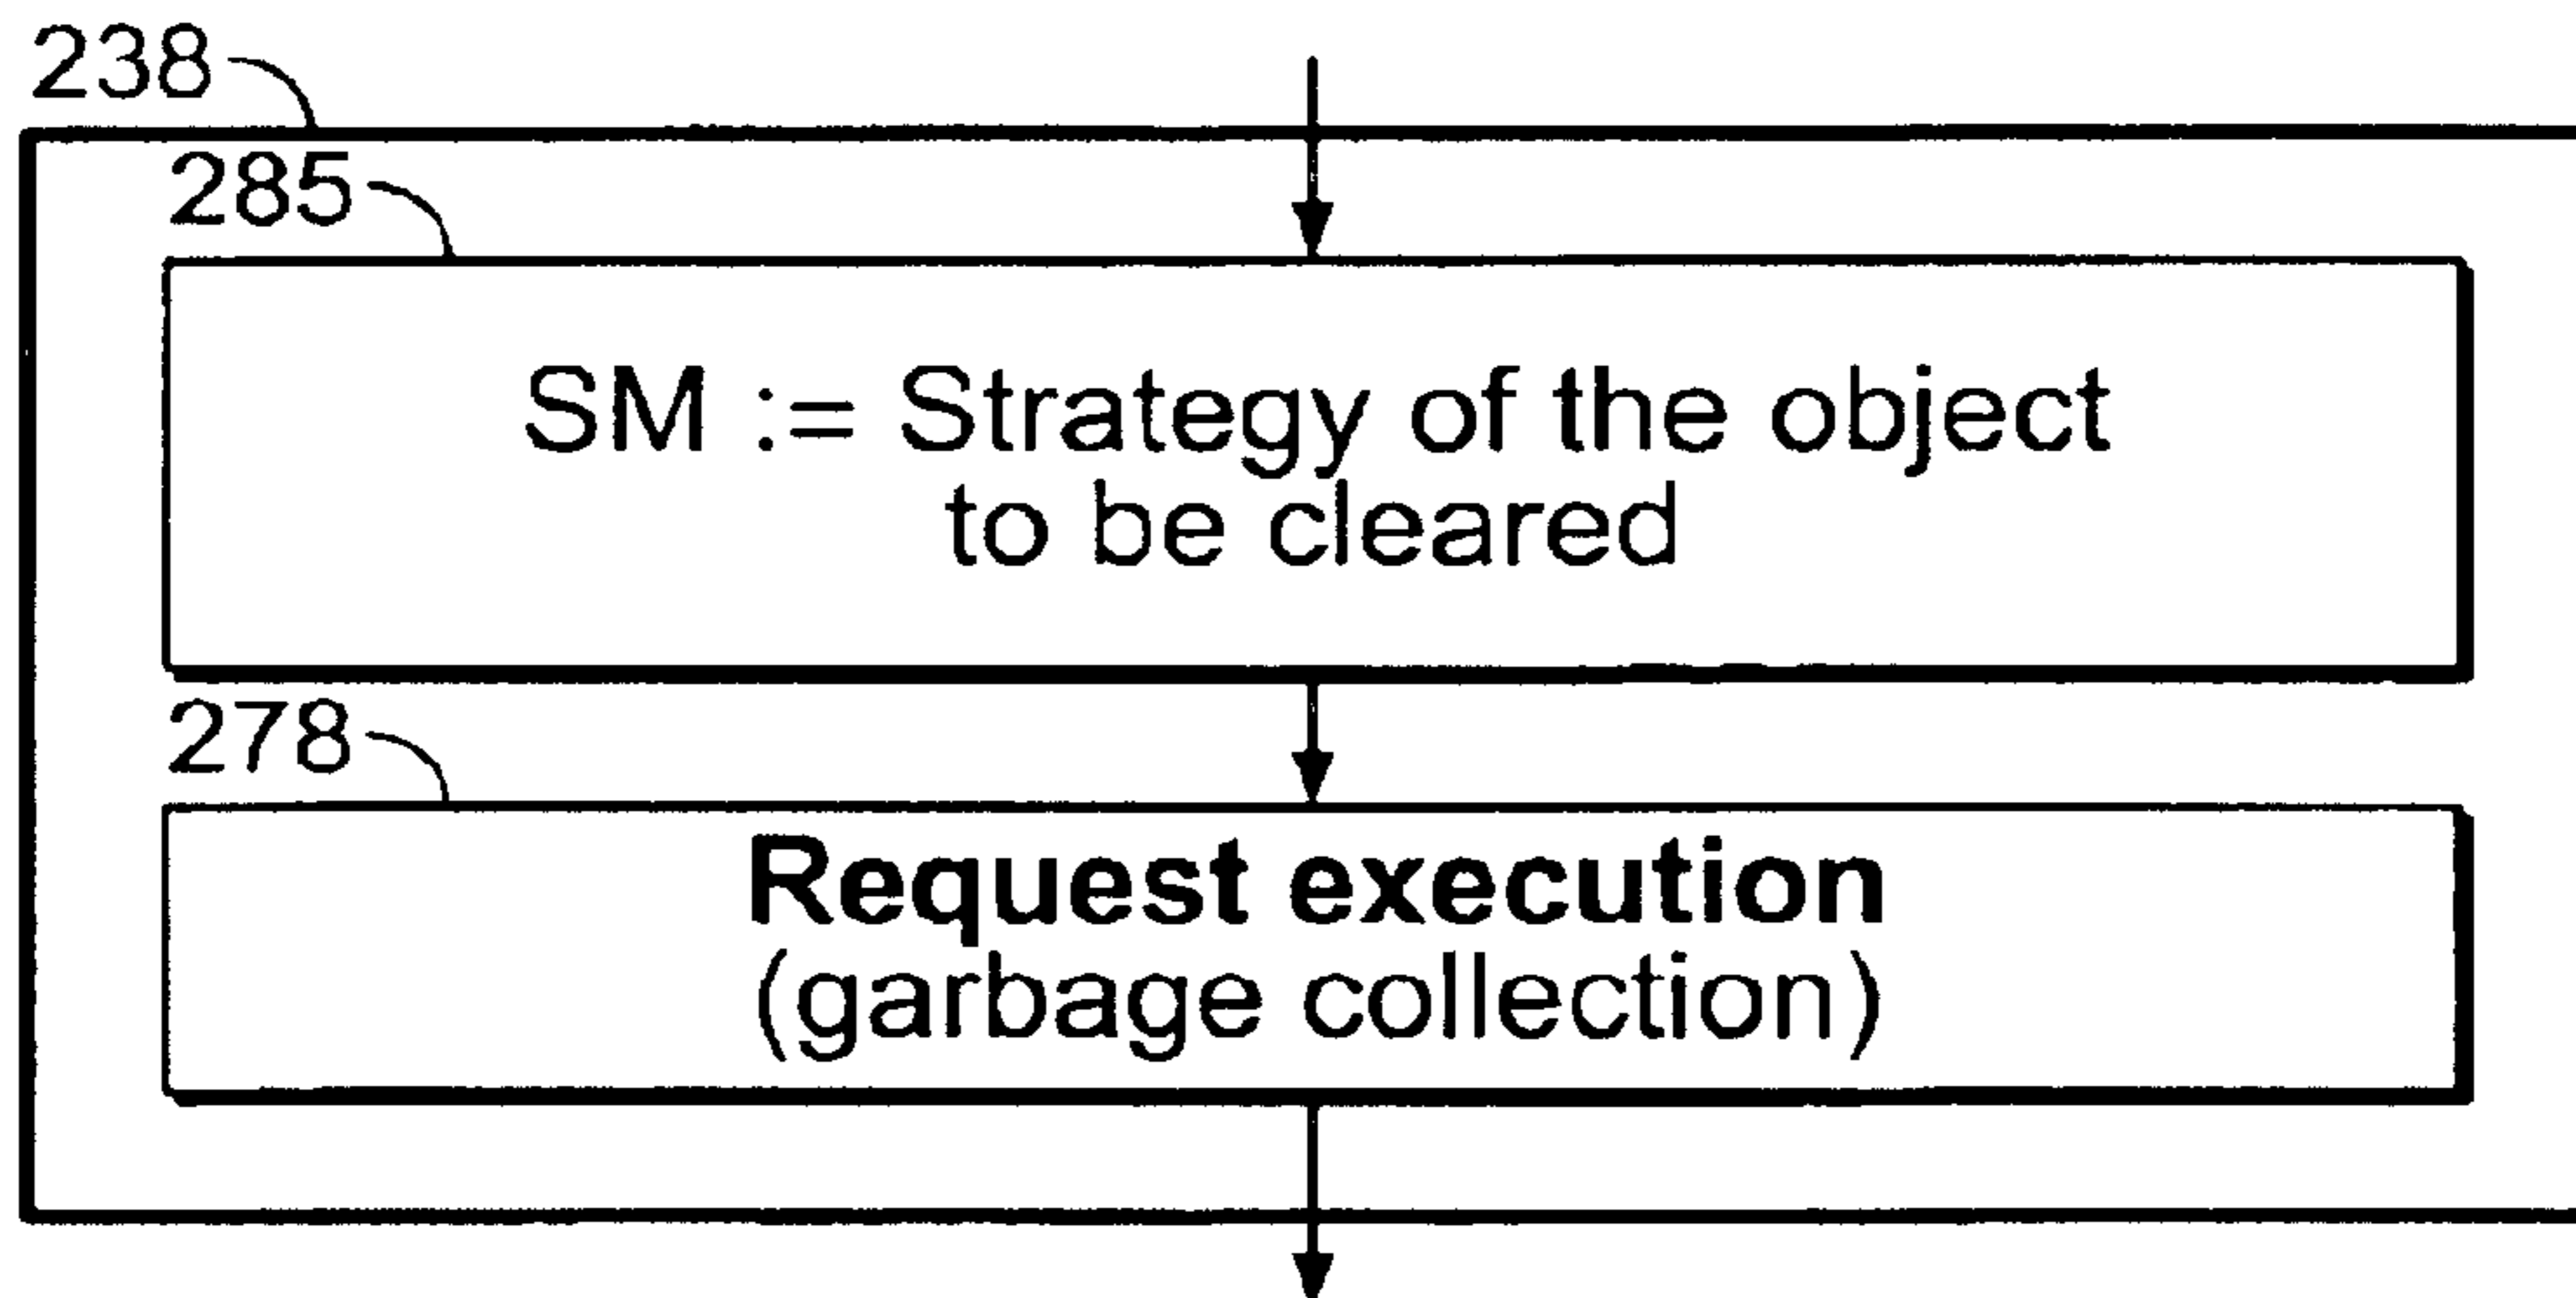 238
285
SM := Strategy of the object
to be cleared
278
Request execution
(garbage collection)